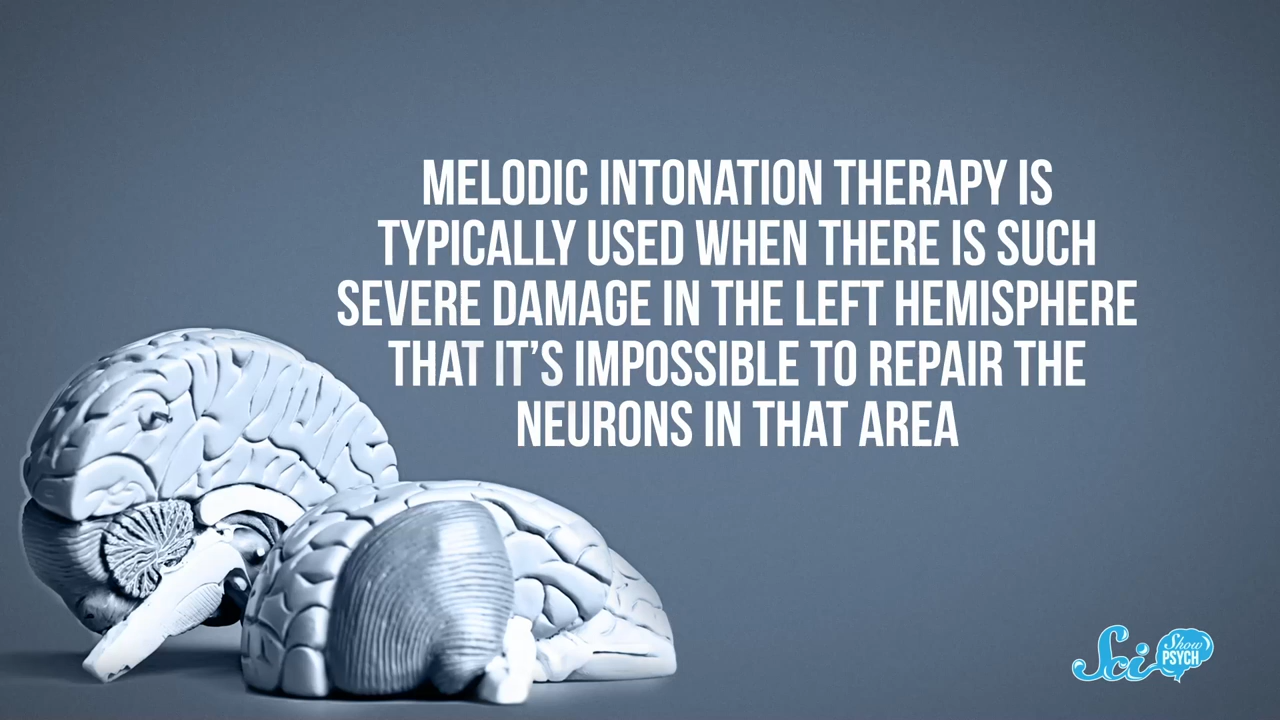 MELODIC INTONATION THERAPY IS
TYPICALLY USED WHEN THERE IS SUCH
SEVERE DAMAGE IN THE LEFT HEMISPHERE
THAT IT’S IMPOSSIBLE TO REPAIR THE
NEURONS IN THAT AREA
Sci Show
PSYCH